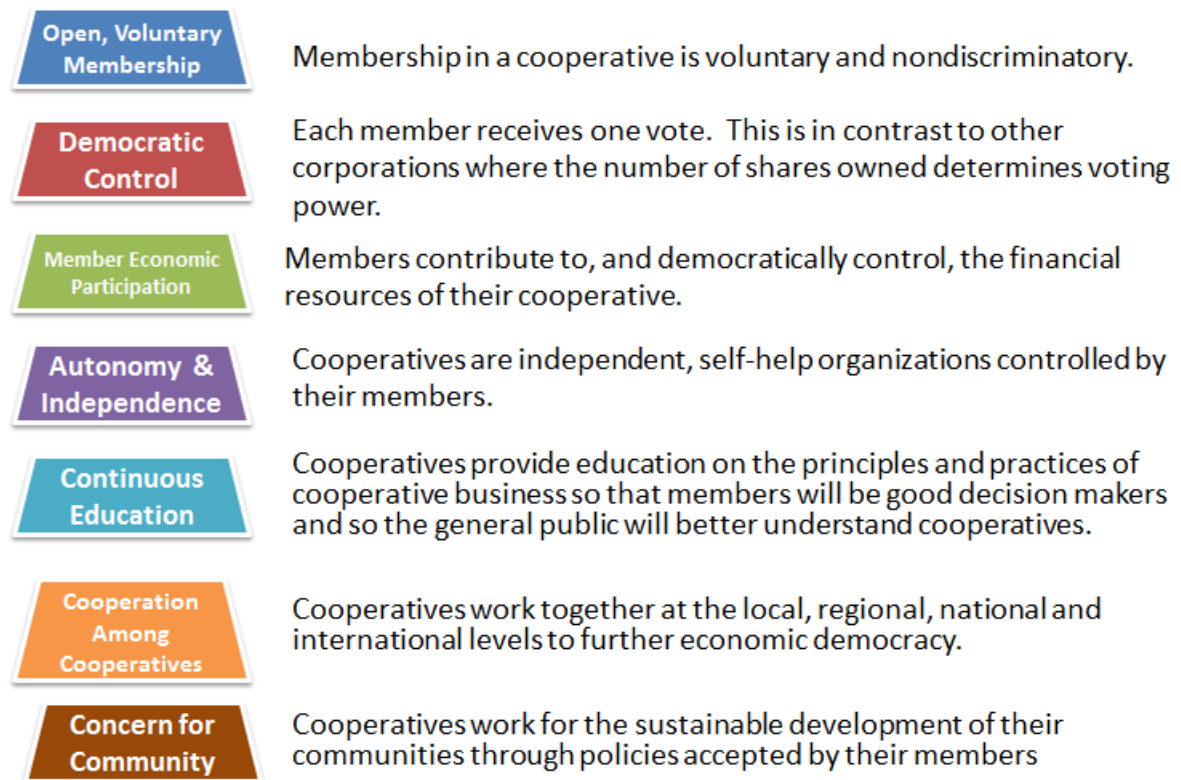 Open, Voluntary
Membership
Membership in a cooperative is voluntary and nondiscriminatory.
Democratic
Control
Each member receives one vote.  This is in contrast to other
corporations where the number of shares owned determines voting
power.
Member Economic
Participation
Members contribute to, and democratically control, the financial
resources of their cooperative.
Autonomy &
Independence
Cooperatives are independent, self-help organizations controlled by
their members.
Continuous
Education
Cooperatives provide education on the principles and practices of
cooperative business so that members will be good decision makers
and so the general public will better understand cooperatives.
Cooperation
Among
Cooperatives
Cooperatives work together at the local, regional, national and
international levels to further economic democracy.
Concern for
Community
Cooperatives work for the sustainable development of their
communities through policies accepted by their members